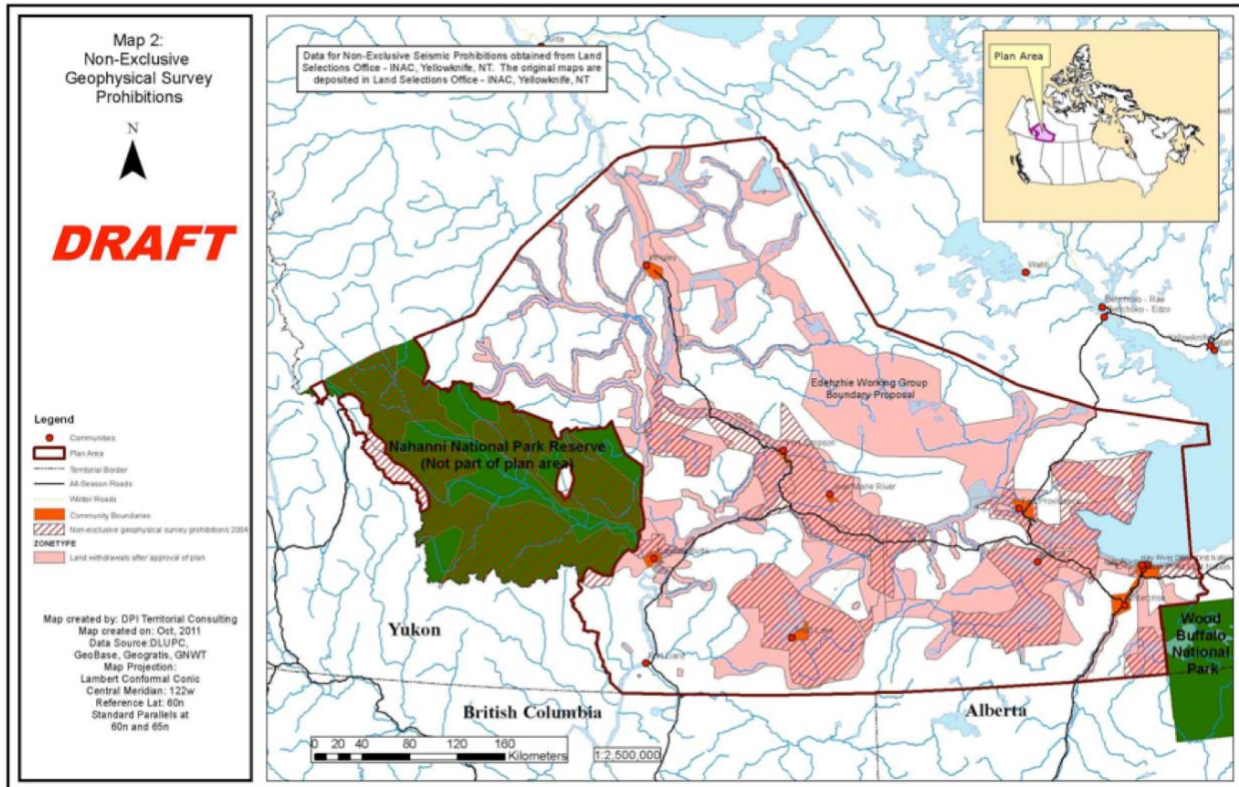 Map 2:
Non-Exclusive
Geophysical Survey
Prohibitions
N
DRAFT
Legend
Communities
Plan Area
Territorial Border
All-Season Roads
Winter Roads
Community Boundaries
Non-exclusive geophysical survey prohibitions 2004
ZONETYPE
Land withdrawals after approval of plan
Map created by: DPI Territorial Consulting
Map created on: Oct, 2011
Data Source:DLUPC,
GeoBase, Geogratis, GNWT
Map Projection:
Lambert Conformal Conic
Central Meridian: 122w
Reference Lat: 60n
Standard Parallels at
60n and 65n
Data for Non-Exclusive Seismic Prohibitions obtained from Land
Selections Office - INAC, Yellowknife, NT. The original maps are
deposited in Land Selections Office - INAC, Yellowknife, NT
Plan Area
Wrigley
Edehzhie Working Group
Boundary Proposal
Nahanni National Park Reserve
(Not part of plan area)
Wood
Buffalo
National
Park
Yukon
British Columbia
Alberta
0 20 40 80 120 160
Kilometers
1:2,500,000